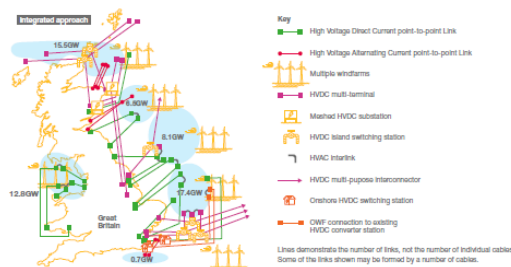 Integrated approach
15.5GW
6.9GW
8.1GW
17.4GW
12.8GW
Great
Britain
0.7GW
Key
High Voltage Direct Current point-to-point Link
High Voltage Alternating Current point-to-point Link
Multiple windfarms
HVDC multi-terminal
Meshed HVDC substation
HVDC island switching station
HVAC Interlink
HVDC multi-pupose interconnector
Onshore HVDC switching station
OWF connection to existing
HVDC converter station
Lines demonstrate the number of links, not the number of individual cables.
Some of the links shown may be formed by a number of cables.